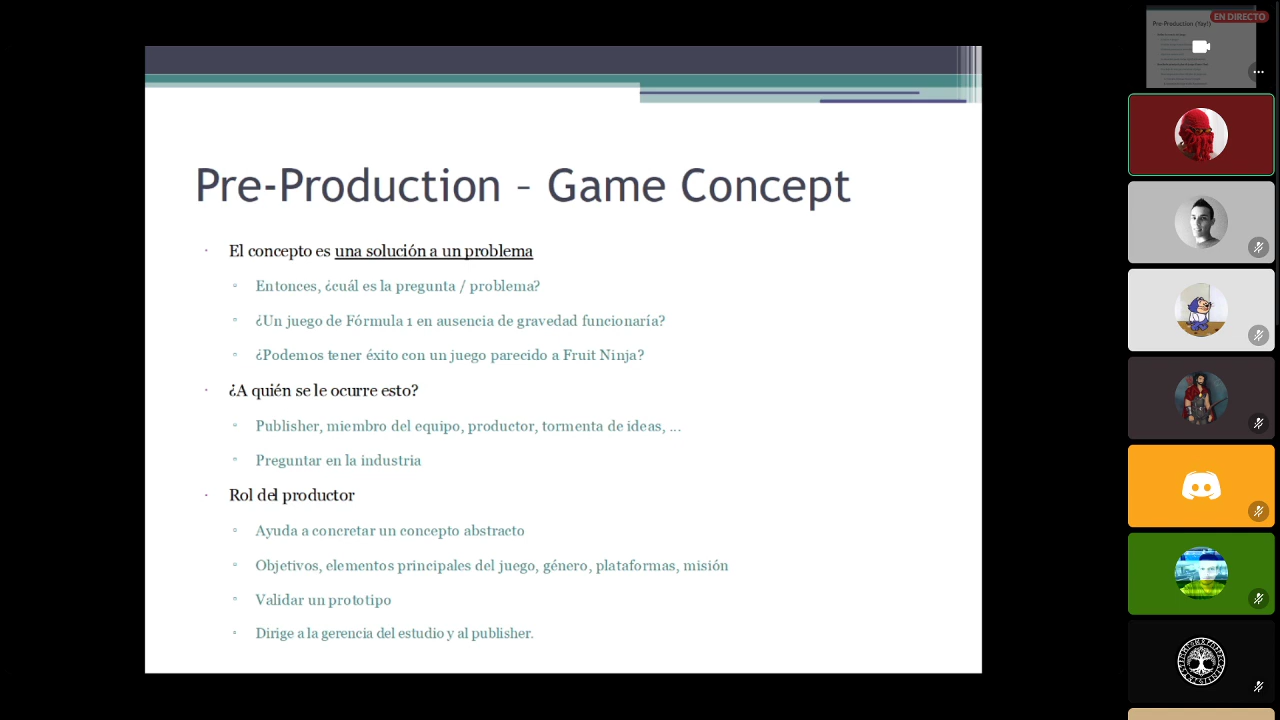 Pre-Production – Game Concept
El concepto es una solución a un problema
Entonces, ¿cuál es la pregunta / problema?
¿Un juego de Fórmula 1 en ausencia de gravedad funcionaría?
¿Podemos tener éxito con un juego parecido a Fruit Ninja?
¿A quién se le ocurre esto?
Publisher, miembro del equipo, productor, tormenta de ideas, ...
Preguntar en la industria
Rol del productor
Ayuda a concretar un concepto abstracto
Objetivos, elementos principales del juego, género, plataformas, misión
Validar un prototipo
Dirige a la gerencia del estudio y al publisher.
EN DIRECTO
Pre-Production (Yay!)